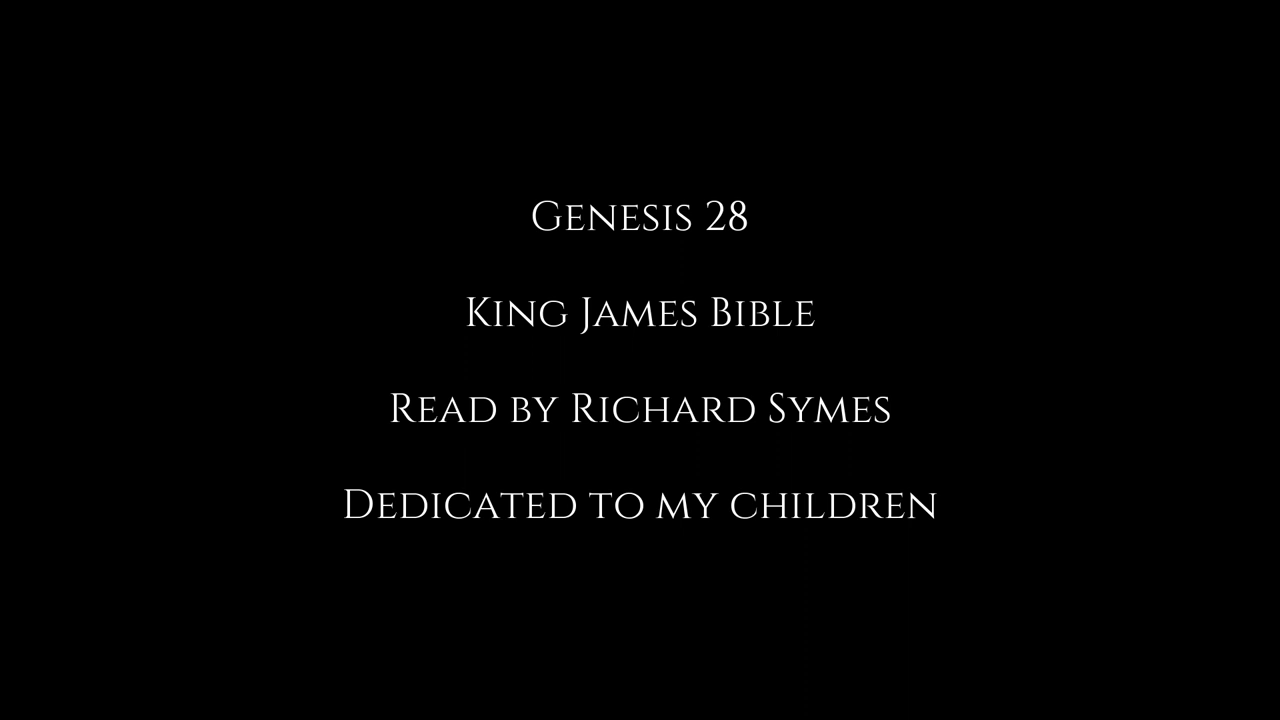 Genesis 28
King James Bible
Read by Richard Symes
Dedicated to my children